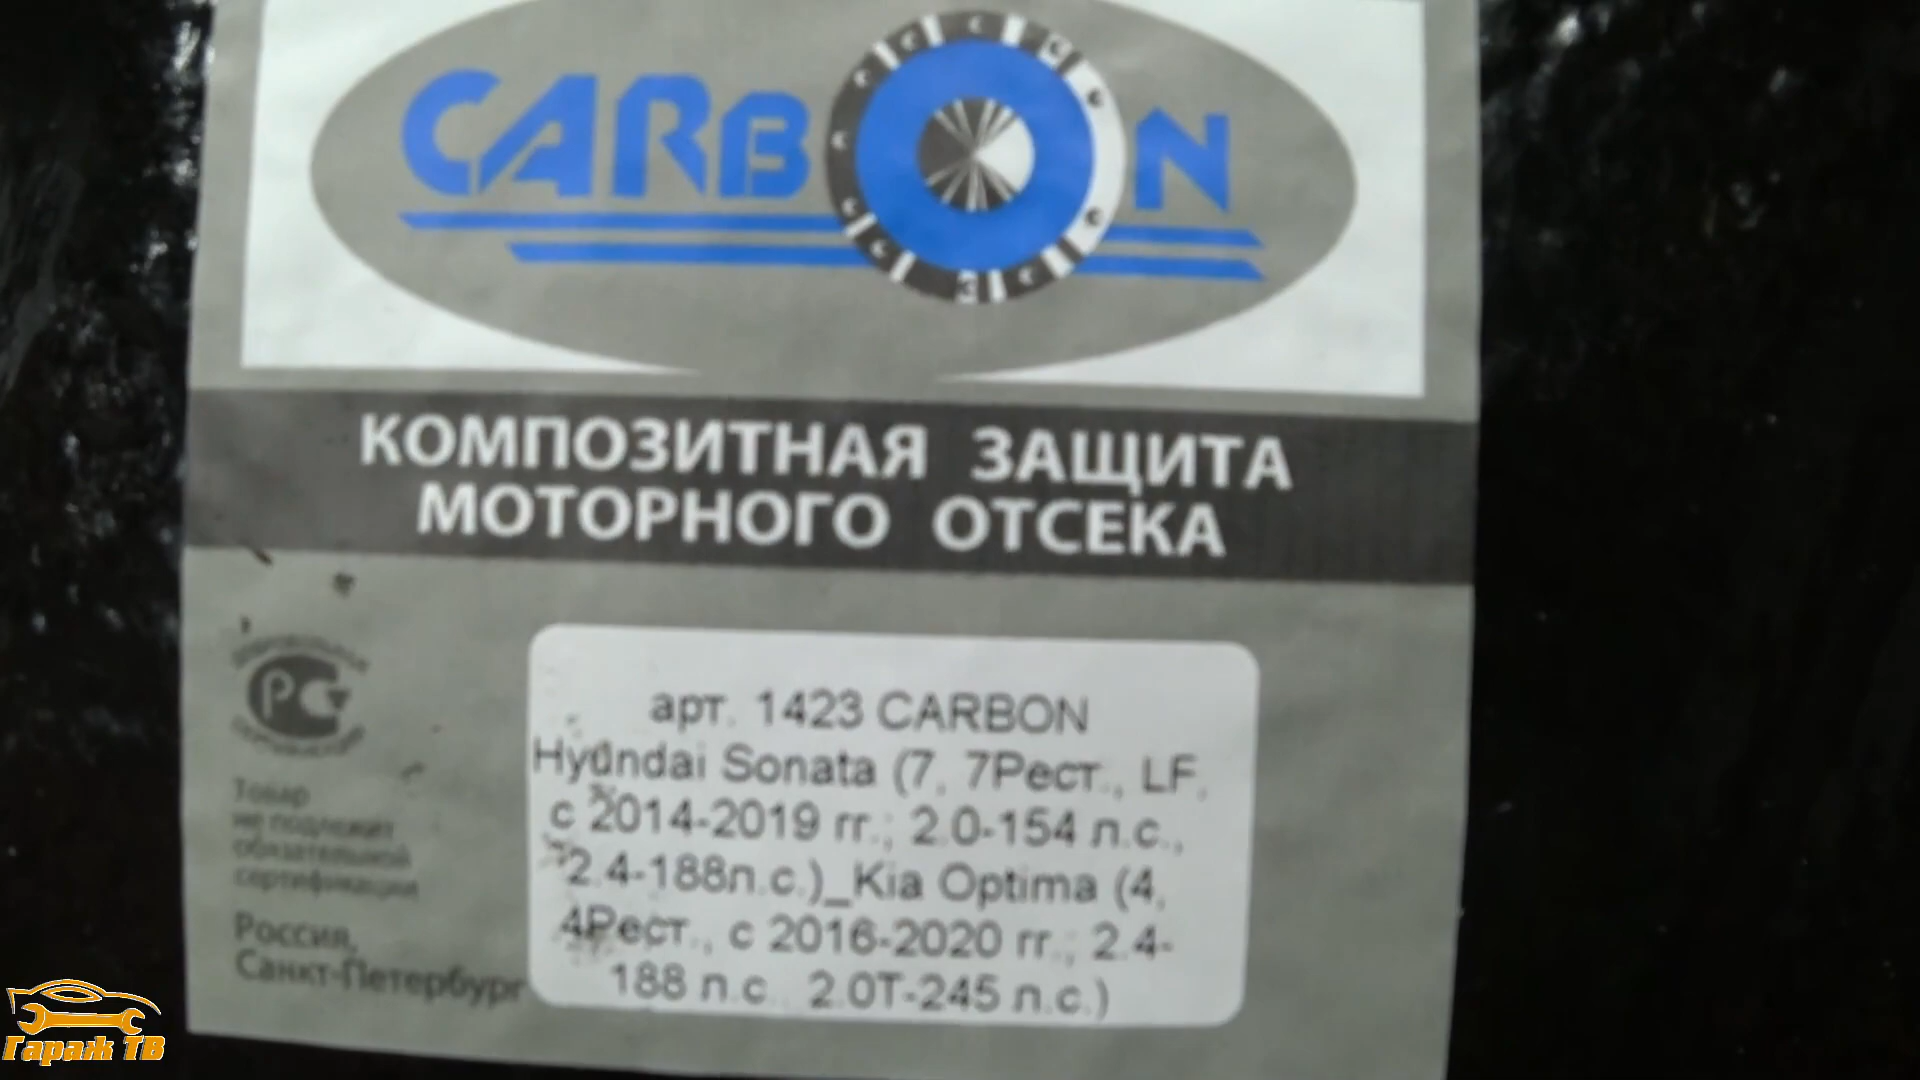 CARBON
КОМПОЗИТНАЯ ЗАЩИТА
МОТОРНОГО ОТСЕКА
арт. 1423 CARBON
Hyundai Sonata (7, 7Рест., LF,
с 2014-2019 гг.; 2.0-154 л.с.,
2.4-188л.с.)_Kia Optima (4,
4Рест., с 2016-2020 гг.; 2.4-
188 л.с., 2.0Т-245 л.с.)
РСТ
Товар
не подлежит
обязательной
сертификации
Россия,
Санкт-Петербург
Гараж ТВ